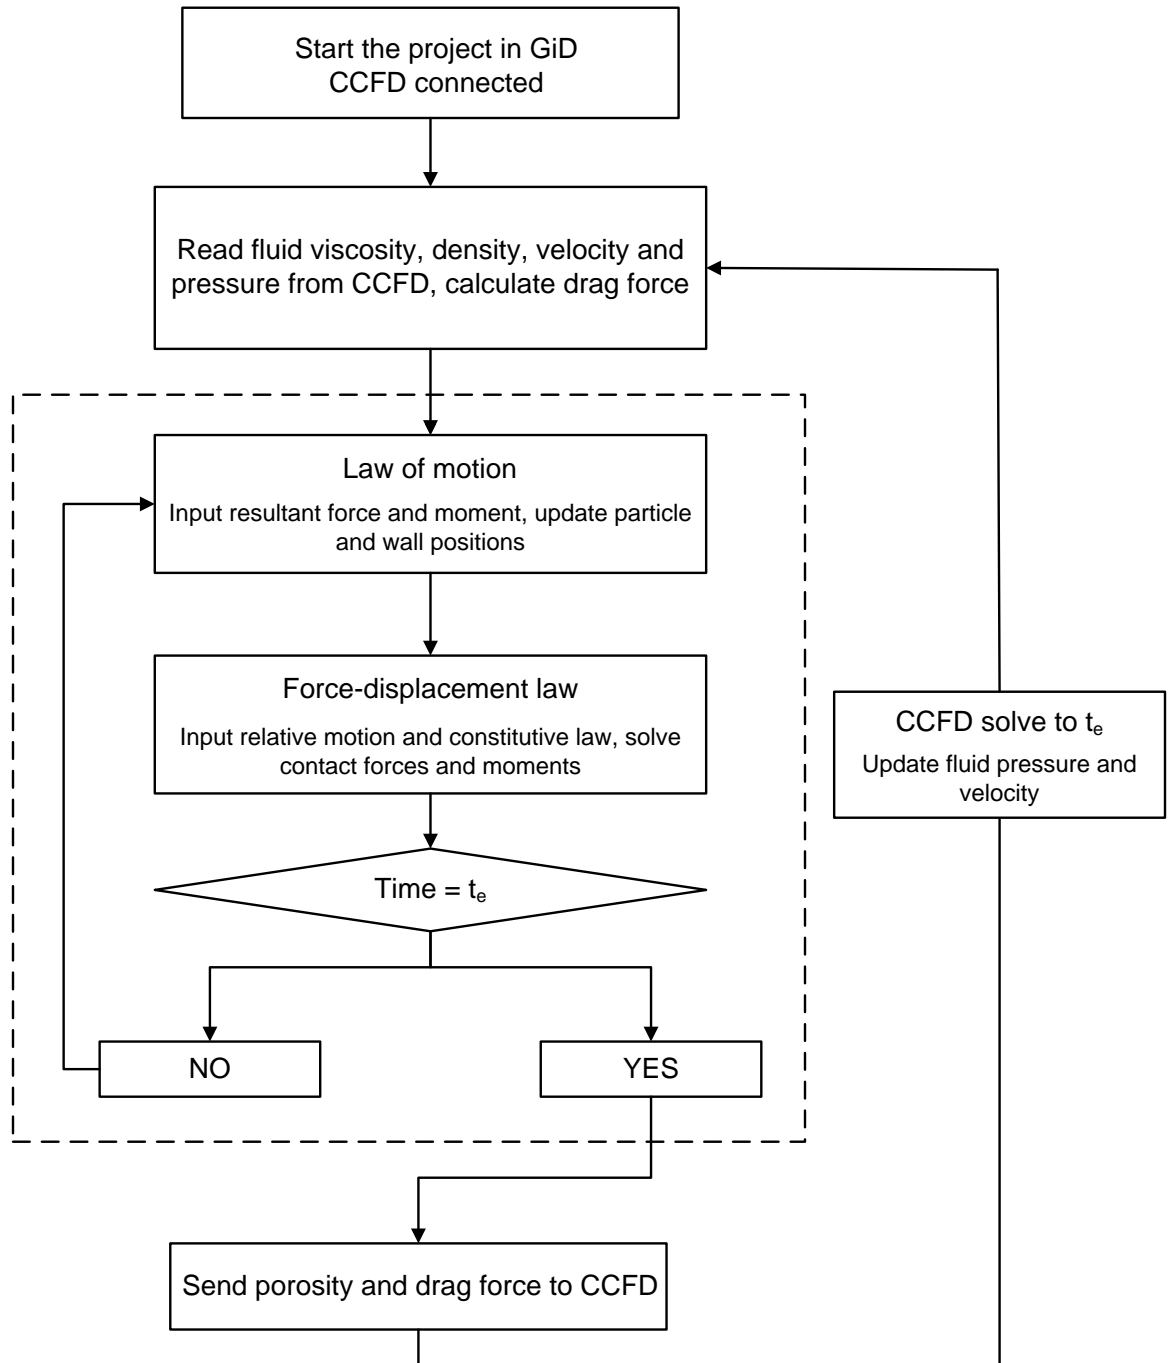 Start the project in GiD
CCFD connected
Read fluid viscosity, density, velocity and
pressure from CCFD, calculate drag force
Law of motion
Input resultant force and moment, update particle
and wall positions
Force-displacement law
Input relative motion and constitutive law, solve
contact forces and moments
Time = tₑ
NO
YES
Send porosity and drag force to CCFD
CCFD solve to tₑ
Update fluid pressure and
velocity